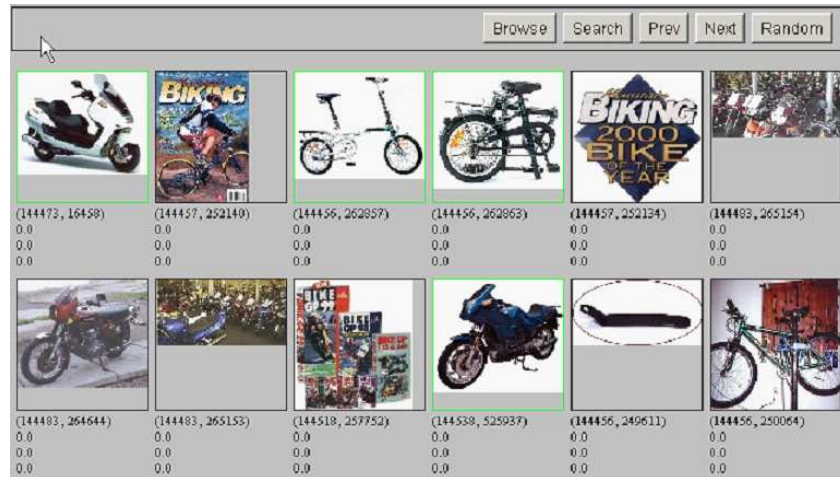 Browse Search Prev Next Random
BIKING
BIKING
2000
BIKE
OF THE
YEAR
(144473, 16458) (144457, 252140) (144456, 262857) (144456, 262863) (144457, 252134) (144483, 265154)
0.0 0.0 0.0 0.0 0.0 0.0
0.0 0.0 0.0 0.0 0.0 0.0
0.0 0.0 0.0 0.0 0.0 0.0
BIKE
BIKE
(144483, 264644) (144483, 265153) (144518, 257752) (144538, 525937) (144456, 249611) (144456, 250064)
0.0 0.0 0.0 0.0 0.0 0.0
0.0 0.0 0.0 0.0 0.0 0.0
0.0 0.0 0.0 0.0 0.0 0.0